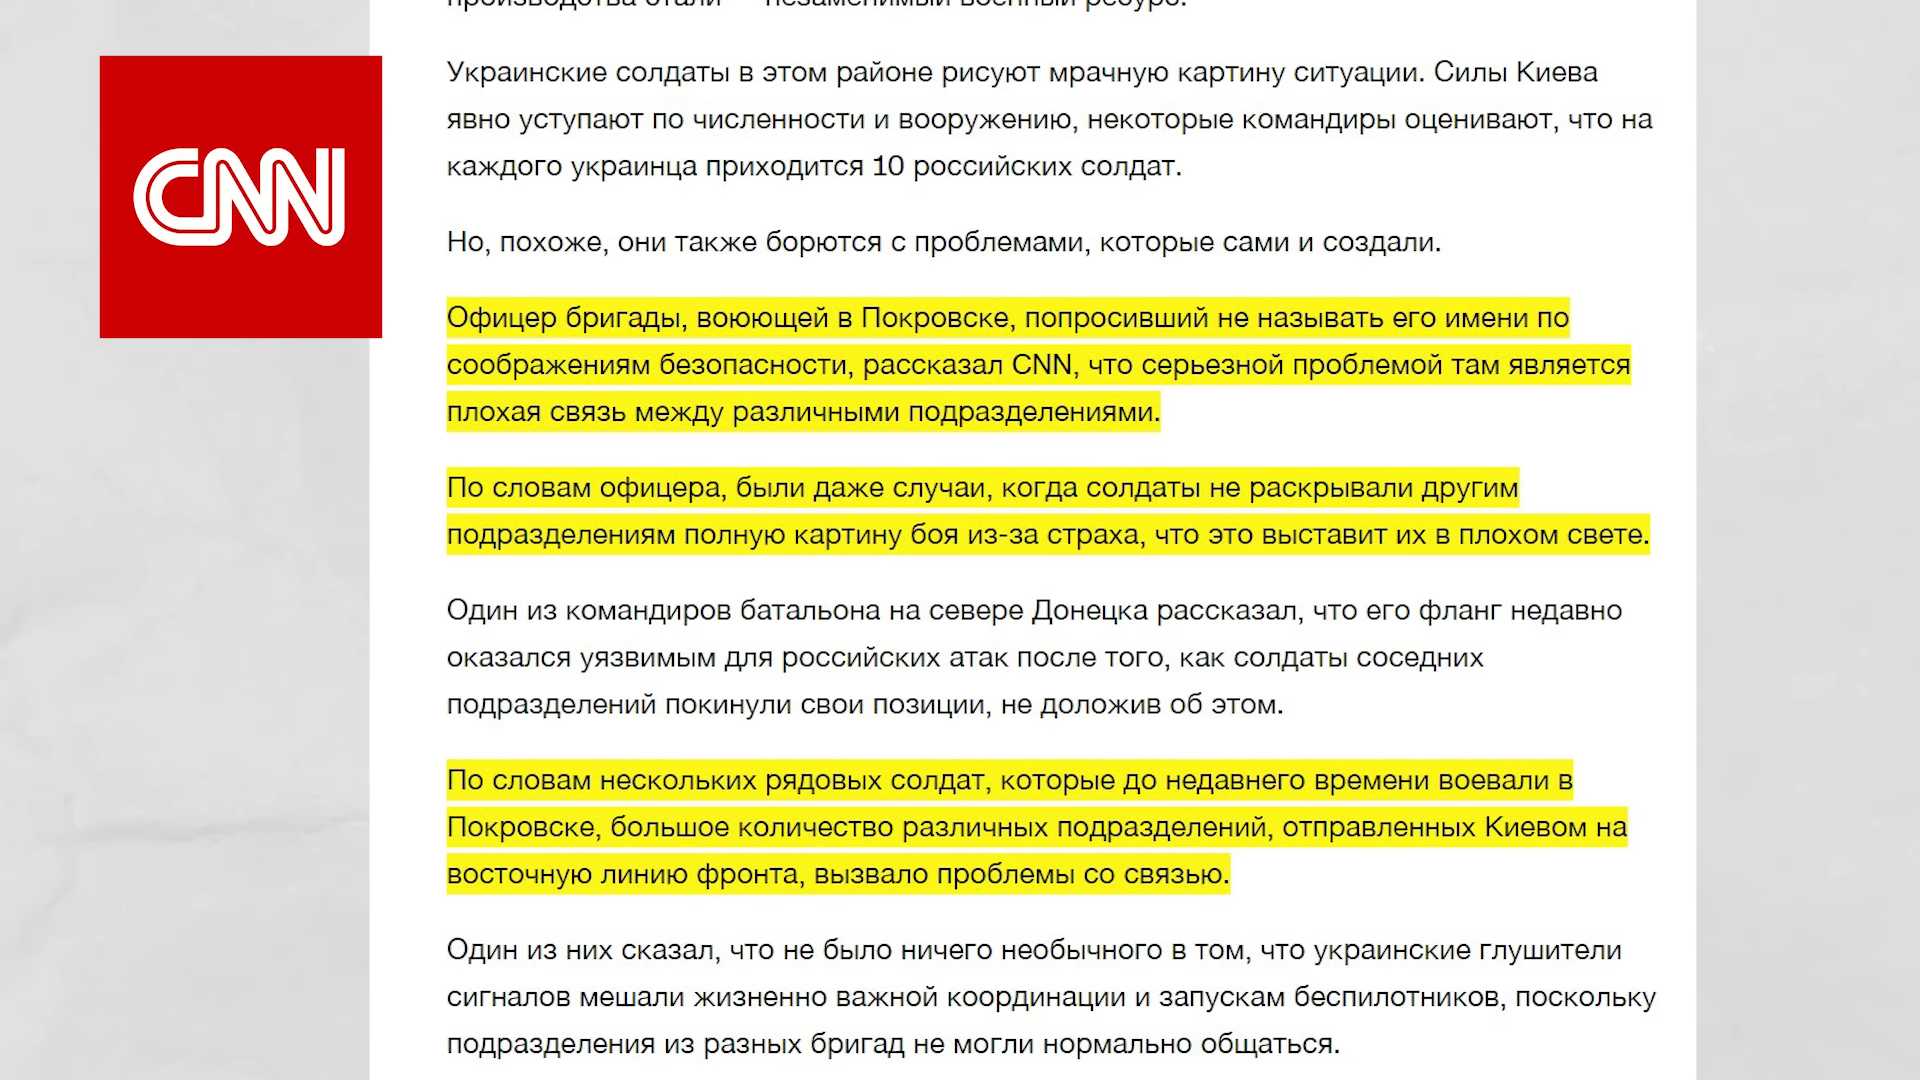 производства стали — незаменимый военный ресурс.
CNN
Украинские солдаты в этом районе рисуют мрачную картину ситуации. Силы Киева
явно уступают по численности и вооружению, некоторые командиры оценивают, что на
каждого украинца приходится 10 российских солдат.
Но, похоже, они также борются с проблемами, которые сами и создали.
Офицер бригады, воюющей в Покровске, попросивший не называть его имени по
соображениям безопасности, рассказал CNN, что серьезной проблемой там является
плохая связь между различными подразделениями.
По словам офицера, были даже случаи, когда солдаты не раскрывали другим
подразделениям полную картину боя из-за страха, что это выставит их в плохом свете.
Один из командиров батальона на севере Донецка рассказал, что его фланг недавно
оказался уязвимым для российских атак после того, как солдаты соседних
подразделений покинули свои позиции, не доложив об этом.
По словам нескольких рядовых солдат, которые до недавнего времени воевали в
Покровске, большое количество различных подразделений, отправленных Киевом на
восточную линию фронта, вызвало проблемы со связью.
Один из них сказал, что не было ничего необычного в том, что украинские глушители
сигналов мешали жизненно важной координации и запускам беспилотников, поскольку
подразделения из разных бригад не могли нормально общаться.